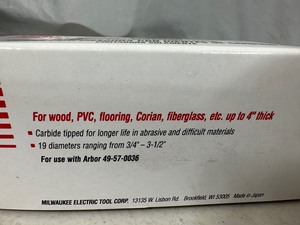 For wood, PVC, flooring, Corian, fiberglass, etc. up to 4" thick
• Carbide tipped for longer life in abrasive and difficult materials
• 19 diameters ranging from 3/4" – 3-1/2"
For use with Arbor 49-57-0036
MILWAUKEE ELECTRIC TOOL CORP. 13135 W. Lisbon Rd. Brookfield, WI 53005 Made in Japan